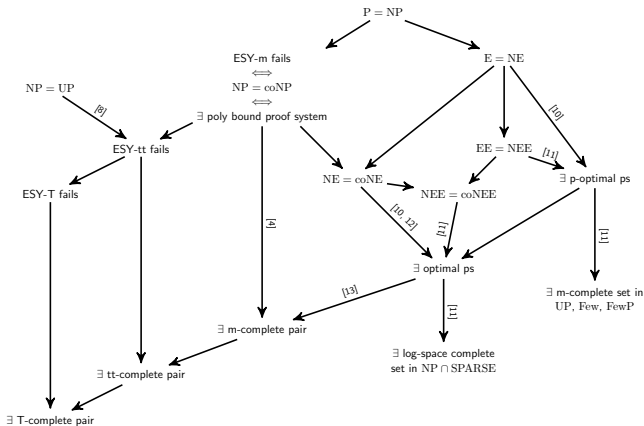 P = NP
ESY-m fails
⟺
NP = coNP
⟺
∃ poly bound proof system
E = NE
NP = UP
[8]
[10]
ESY-tt fails
EE = NEE
[11]
NE = coNE
NEE = coNEE
∃ p-optimal ps
ESY-T fails
[4]
[10, 12]
[11]
[11]
∃ optimal ps
[13]
[11]
∃ m-complete set in
UP, Few, FewP
∃ m-complete pair
∃ log-space complete
set in NP ∩ SPARSE
∃ tt-complete pair
∃ T-complete pair